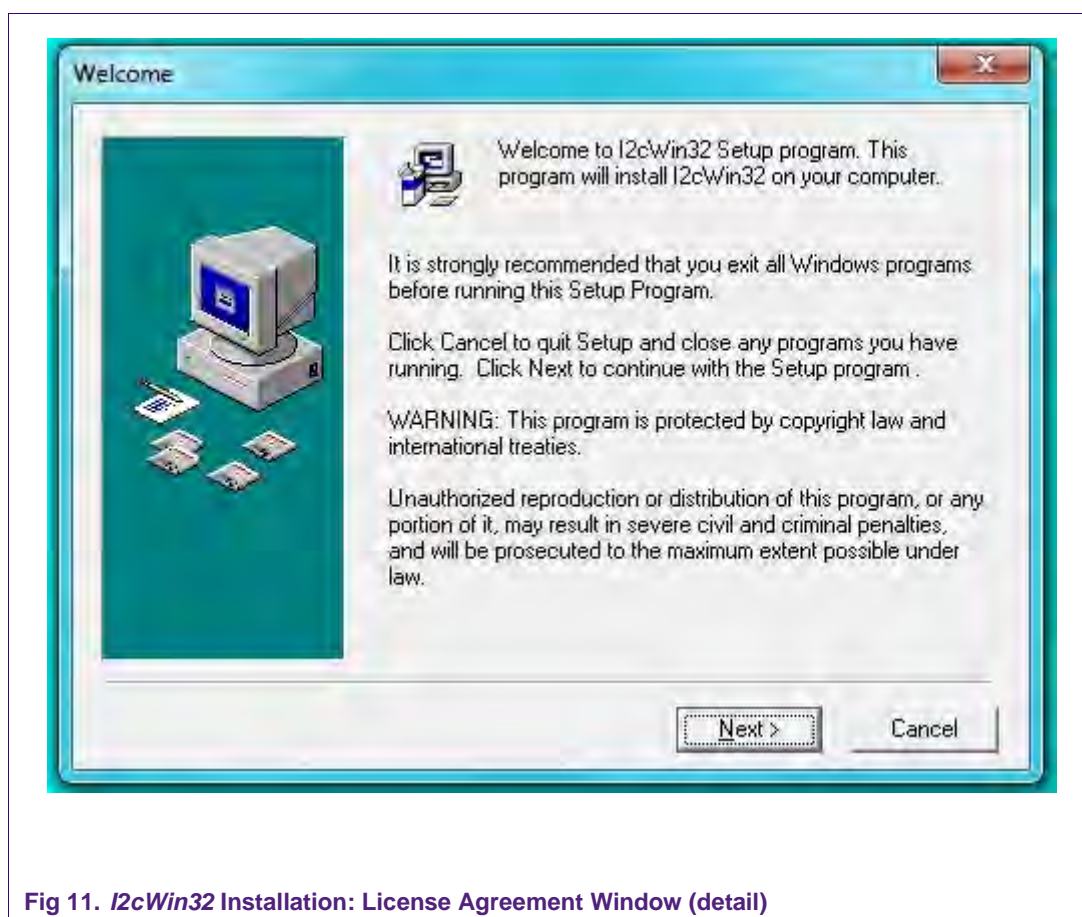 Welcome
Welcome to I2cWin32 Setup program. This
program will install I2cWin32 on your computer.
It is strongly recommended that you exit all Windows programs
before running this Setup Program.
Click Cancel to quit Setup and close any programs you have
running. Click Next to continue with the Setup program .
WARNING: This program is protected by copyright law and
international treaties.
Unauthorized reproduction or distribution of this program, or any
portion of it, may result in severe civil and criminal penalties,
and will be prosecuted to the maximum extent possible under
law.
Next > Cancel
Fig 11. I2cWin32 Installation: License Agreement Window (detail)